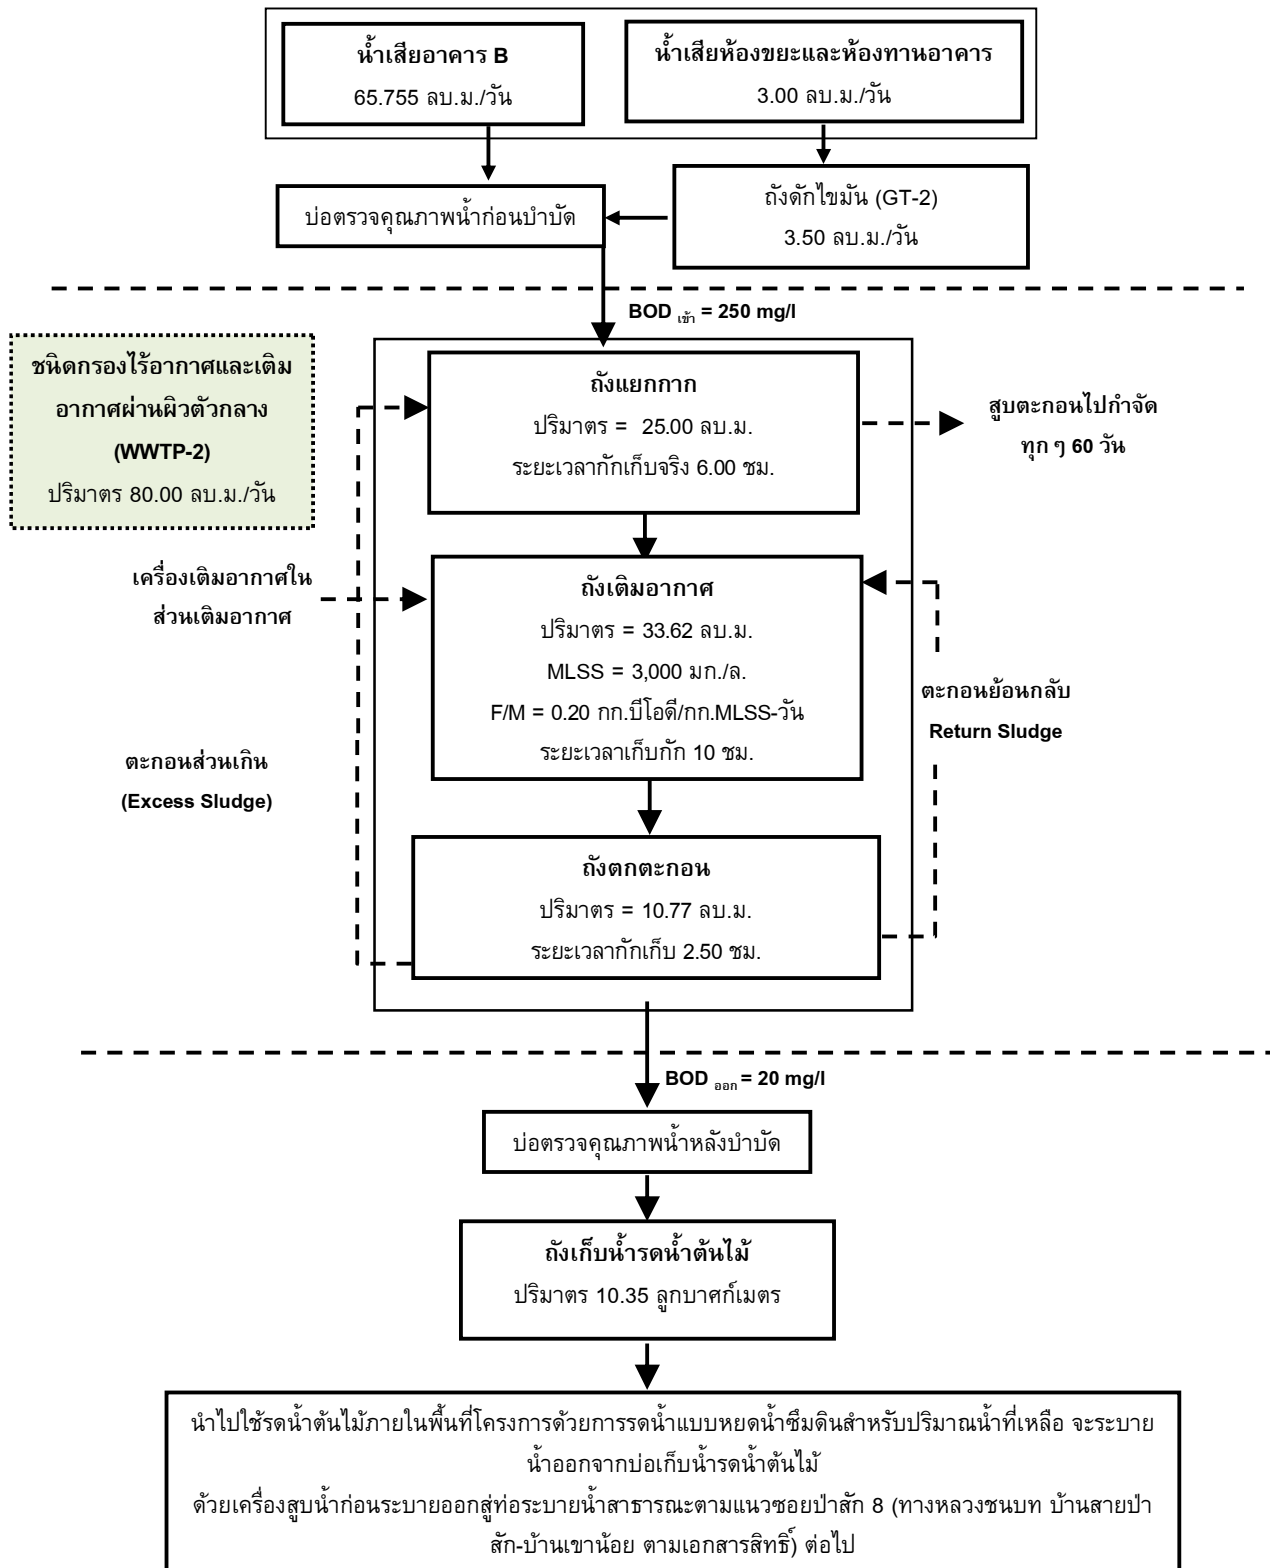 น้ำเสียอาคาร B
65.755 ลบ.ม./วัน
น้ำเสียห้องขยะและห้องทานอาคาร
3.00 ลบ.ม./วัน
บ่อตรวจคุณภาพน้ำก่อนบำบัด
ถังดักไขมัน (GT-2)
3.50 ลบ.ม./วัน
BOD เข้า = 250 mg/l
ชนิดกรองไร้อากาศและเติม
อากาศผ่านผิวตัวกลาง
(WWTP-2)
ปริมาตร 80.00 ลบ.ม./วัน
ถังแยกกาก
ปริมาตร = 25.00 ลบ.ม.
ระยะเวลากักเก็บจริง 6.00 ชม.
สูบตะกอนไปกำจัด
ทุก ๆ 60 วัน
เครื่องเติมอากาศใน
ส่วนเติมอากาศ
ถังเติมอากาศ
ปริมาตร = 33.62 ลบ.ม.
MLSS = 3,000 มก./ล.
F/M = 0.20 กก.บีโอดี/กก.MLSS-วัน
ระยะเวลาเก็บกัก 10 ชม.
ตะกอนย้อนกลับ
Return Sludge
ตะกอนส่วนเกิน
(Excess Sludge)
ถังตกตะกอน
ปริมาตร = 10.77 ลบ.ม.
ระยะเวลากักเก็บ 2.50 ชม.
BOD ออก = 20 mg/l
บ่อตรวจคุณภาพน้ำหลังบำบัด
ถังเก็บน้ำรดน้ำต้นไม้
ปริมาตร 10.35 ลูกบาศก์เมตร
นำไปใช้รดน้ำต้นไม้ภายในพื้นที่โครงการด้วยการรดน้ำแบบหยดน้ำซึมดินสำหรับปริมาณน้ำที่เหลือ จะระบาย
น้ำออกจากบ่อเก็บน้ำรดน้ำต้นไม้
ด้วยเครื่องสูบน้ำก่อนระบายออกสู่ท่อระบายน้ำสาธารณะตามแนวซอยป่าสัก 8 (ทางหลวงชนบท บ้านสายป่า
สัก-บ้านเขาน้อย ตามเอกสารสิทธิ์) ต่อไป